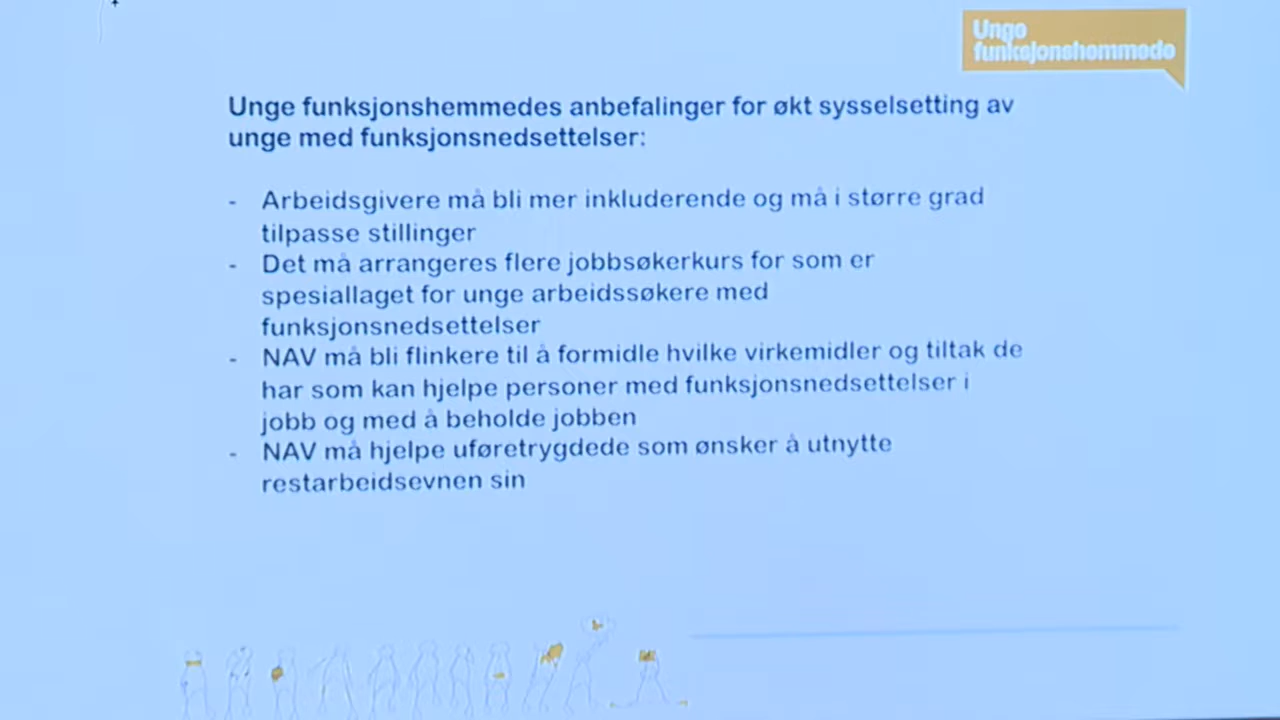 Unge
funksjonshemmede
Unge funksjonshemmedes anbefalinger for økt sysselsetting av
unge med funksjonsnedsettelser:
- Arbeidsgivere må bli mer inkluderende og må i større grad
tilpasse stillinger
- Det må arrangeres flere jobbsøkerkurs for som er
spesiallaget for unge arbeidssøkere med
funksjonsnedsettelser
- NAV må bli flinkere til å formidle hvilke virkemidler og tiltak de
har som kan hjelpe personer med funksjonsnedsettelser i
jobb og med å beholde jobben
- NAV må hjelpe uføretrygdede som ønsker å utnytte
restarbeidsevnen sin